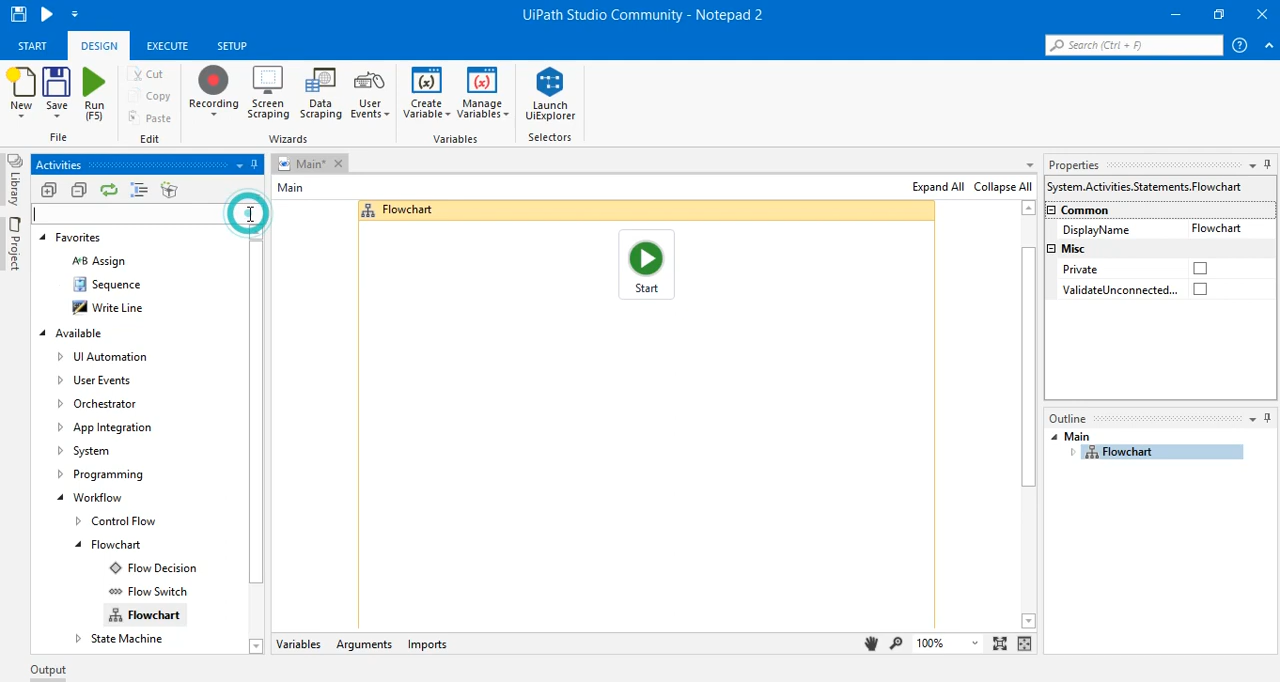 UiPath Studio Community - Notepad 2
START DESIGN EXECUTE SETUP
Search (Ctrl + F)
New Save Run (F5)
Cut
Copy
Paste
Recording Screen Scraping Data Scraping User Events
Create Variable Manage Variables
Launch UiExplorer
File Edit Wizards Variables Selectors
Library
Project
Activities
Favorites
A+B Assign
Sequence
Write Line
Available
UI Automation
User Events
Orchestrator
App Integration
System
Programming
Workflow
Control Flow
Flowchart
Flow Decision
Flow Switch
Flowchart
State Machine
Main*
Main
Expand All Collapse All
Flowchart
Start
Variables Arguments Imports
100%
Properties
System.Activities.Statements.Flowchart
Common
DisplayName Flowchart
Misc
Private
ValidateUnconnected...
Outline
Main
Flowchart
Output